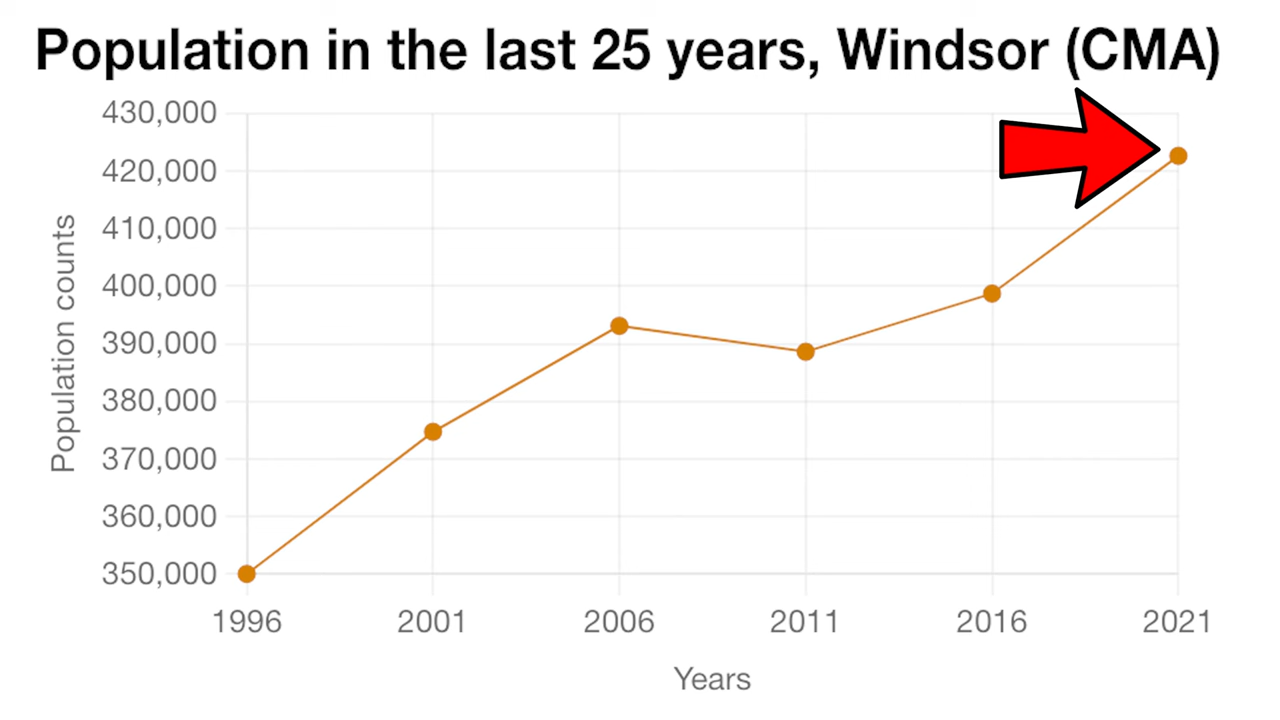 Population in the last 25 years, Windsor (CMA)
430,000
420,000
410,000
400,000
390,000
380,000
370,000
360,000
350,000
Population counts
1996 2001 2006 2011 2016 2021
Years